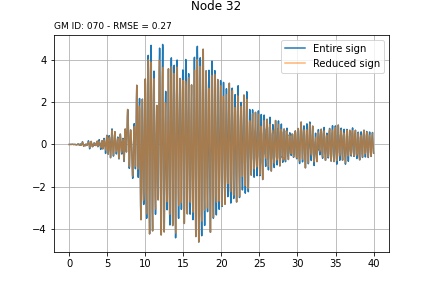 Node 32
GM ID: 070 - RMSE = 0.27
Entire sign
Reduced sign
4
2
0
−2
−4
0 5 10 15 20 25 30 35 40